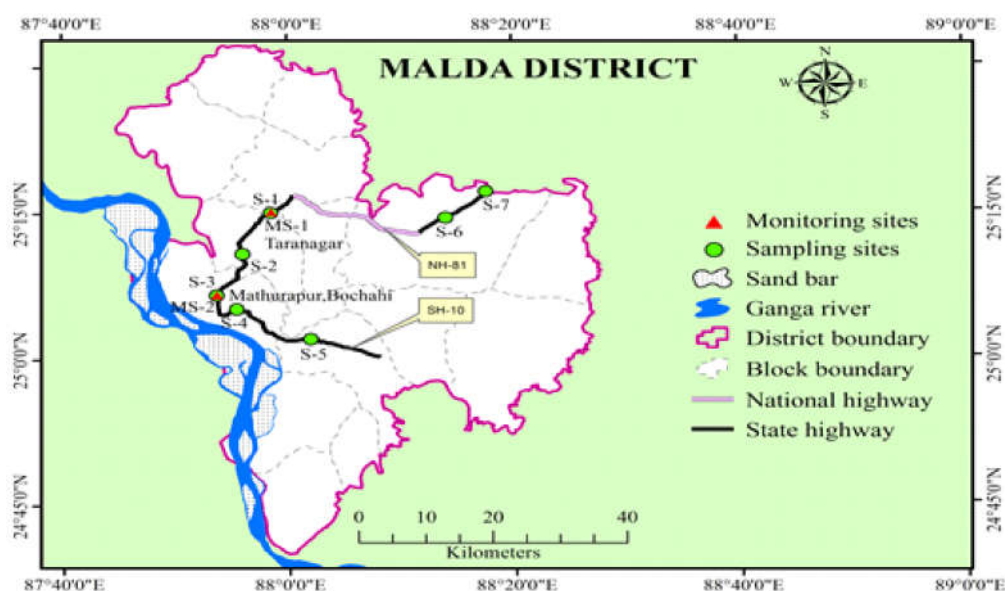 87°40'0"E 88°0'0"E 88°20'0"E 88°40'0"E 89°0'0"E
MALDA DISTRICT
N
W E
S
25°15'0"N 25°15'0"N
S-1
MS-1
Taranagar
S-2
S-3
MS-2 Mathurapur,Bochahi
S-4
S-5
S-6
S-7
NH-81
SH-10
25°0'0"N 25°0'0"N
24°45'0"N 24°45'0"N
Monitoring sites
Sampling sites
Sand bar
Ganga river
District boundary
Block boundary
National highway
State highway
0 10 20 40
Kilometers
87°40'0"E 88°0'0"E 88°20'0"E 88°40'0"E 89°0'0"E